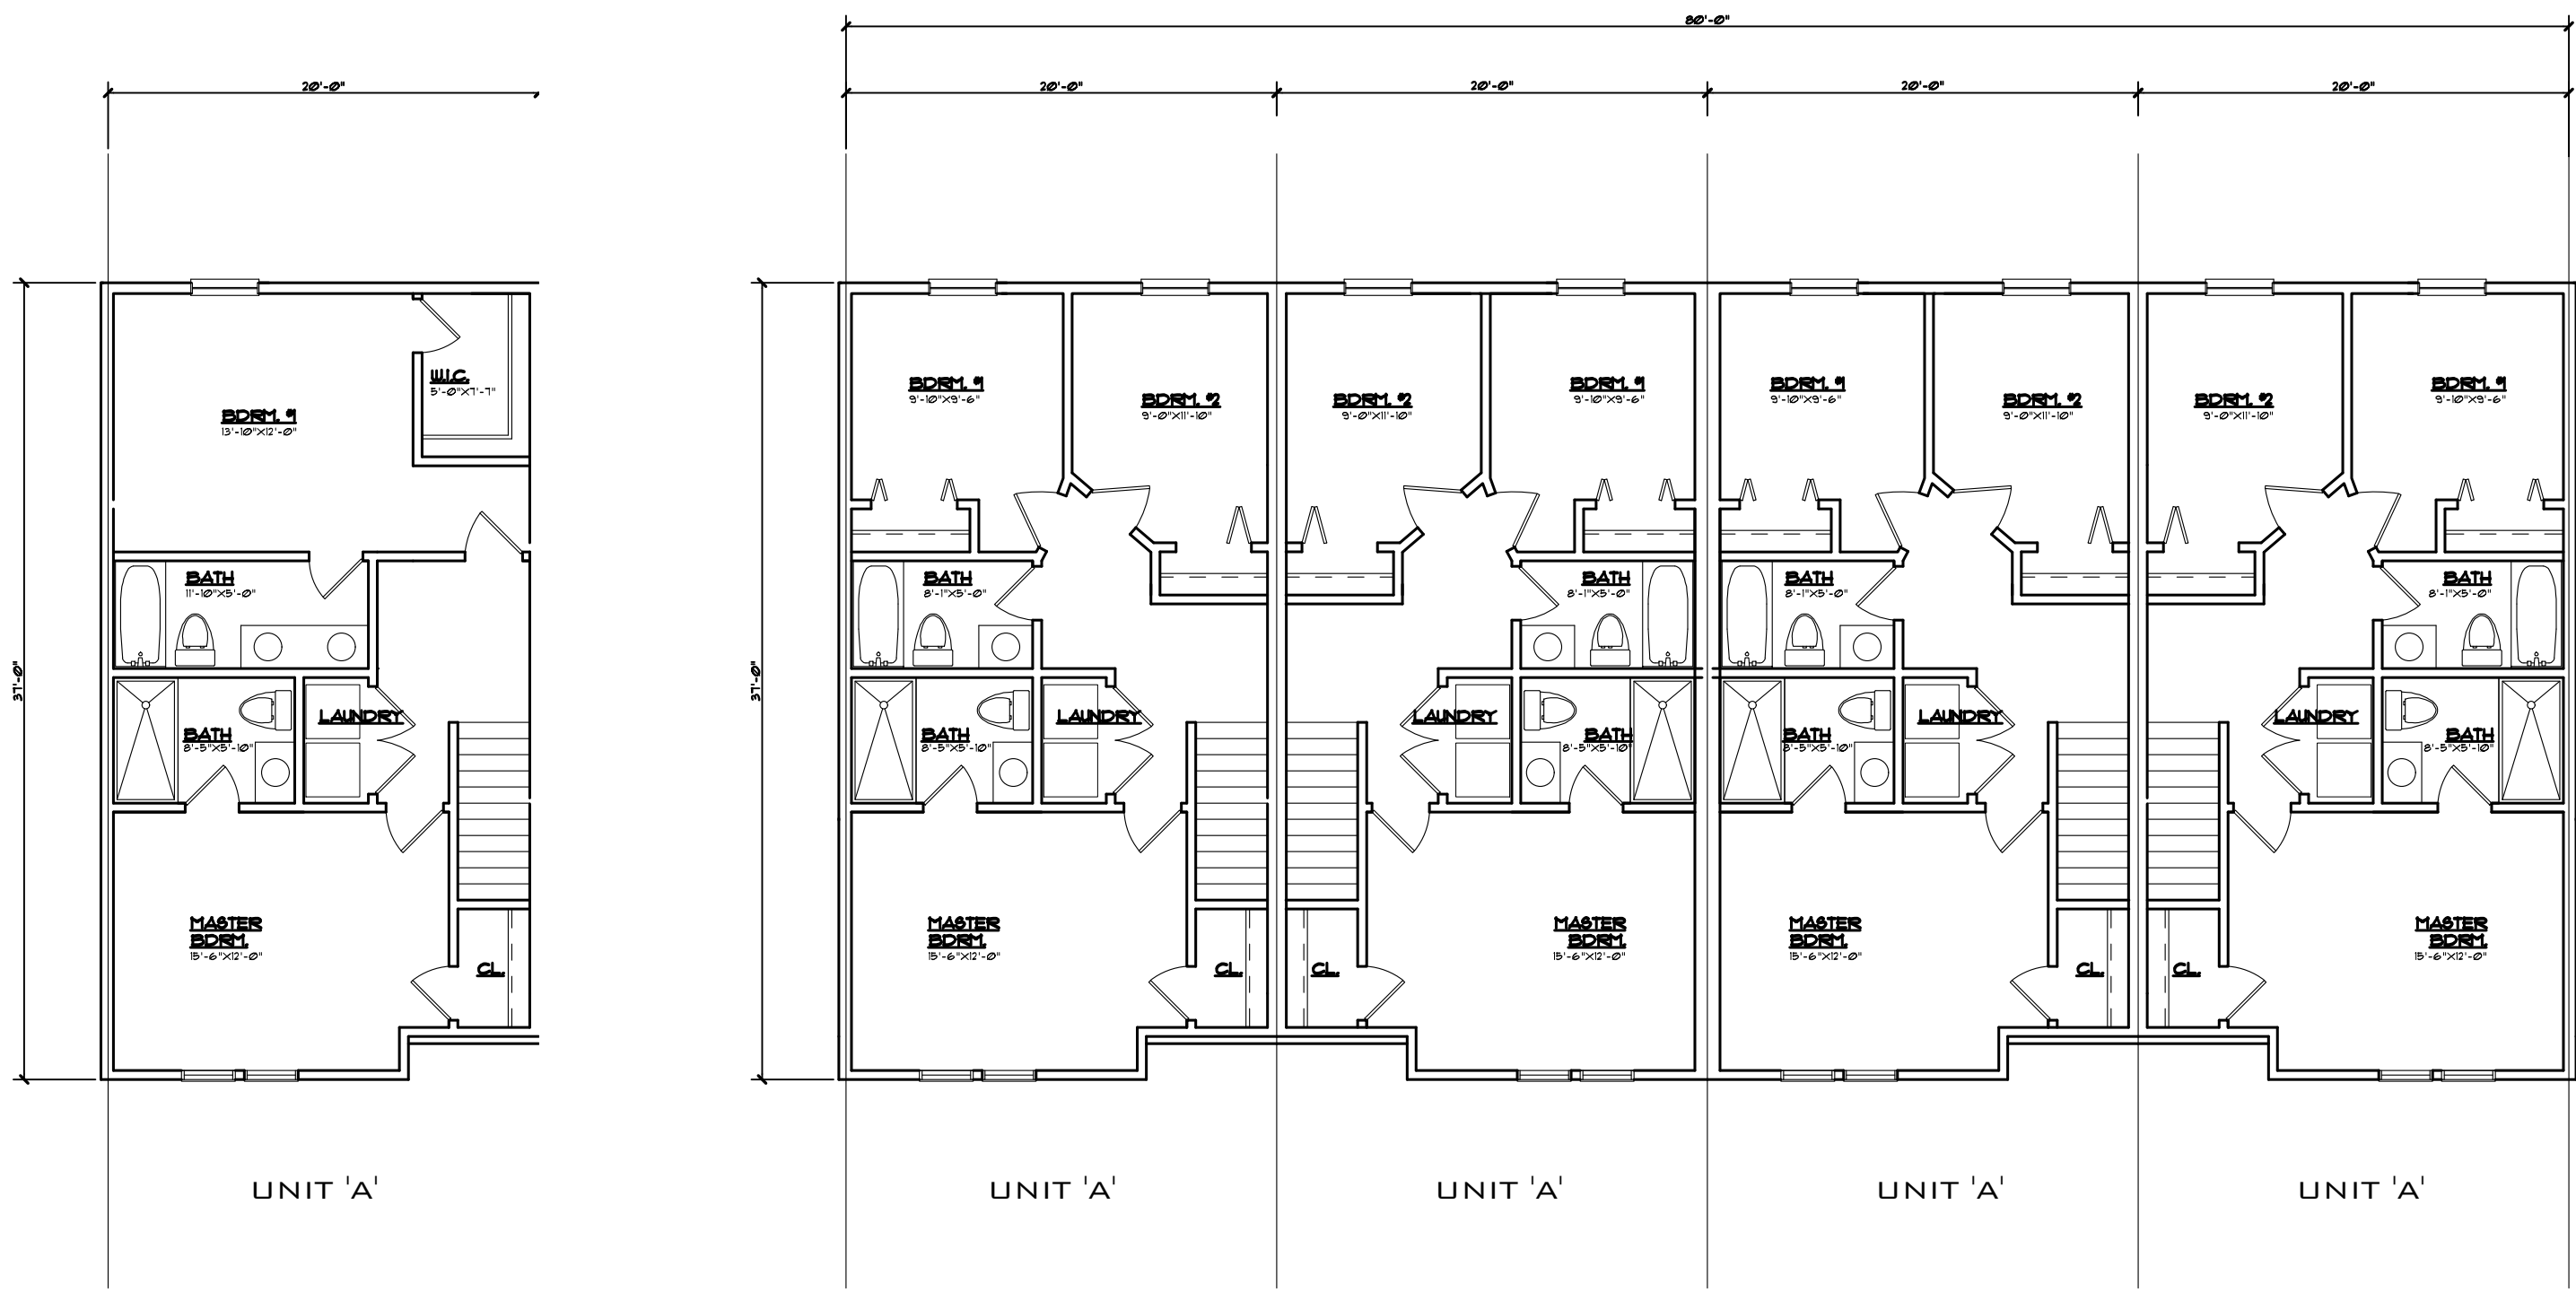 80'-0"
20'-0"
20'-0" 20'-0" 20'-0" 20'-0"
37'-0"
W.I.C.
5'-0"X7'-7"
BDRM. #1
13'-10"X12'-0"
BATH
11'-10"X5'-0"
BATH
8'-5"X5'-10"
LAUNDRY
MASTER
BDRM.
15'-6"X12'-0"
CL.
UNIT 'A'
37'-0"
BDRM. #1
9'-10"X9'-6"
BDRM. #2
9'-0"X11'-10"
BATH
8'-1"X5'-0"
BATH
8'-5"X5'-10"
LAUNDRY
MASTER
BDRM.
15'-6"X12'-0"
CL.
UNIT 'A'
BDRM. #2
9'-0"X11'-10"
BDRM. #1
9'-10"X9'-6"
BATH
8'-1"X5'-0"
LAUNDRY
BATH
8'-5"X5'-10"
MASTER
BDRM.
15'-6"X12'-0"
CL.
UNIT 'A'
BDRM. #1
9'-10"X9'-6"
BDRM. #2
9'-0"X11'-10"
BATH
8'-1"X5'-0"
BATH
8'-5"X5'-10"
LAUNDRY
MASTER
BDRM.
15'-6"X12'-0"
CL.
UNIT 'A'
BDRM. #2
9'-0"X11'-10"
BDRM. #1
9'-10"X9'-6"
BATH
8'-1"X5'-0"
LAUNDRY
BATH
8'-5"X5'-10"
MASTER
BDRM.
15'-6"X12'-0"
CL.
UNIT 'A'